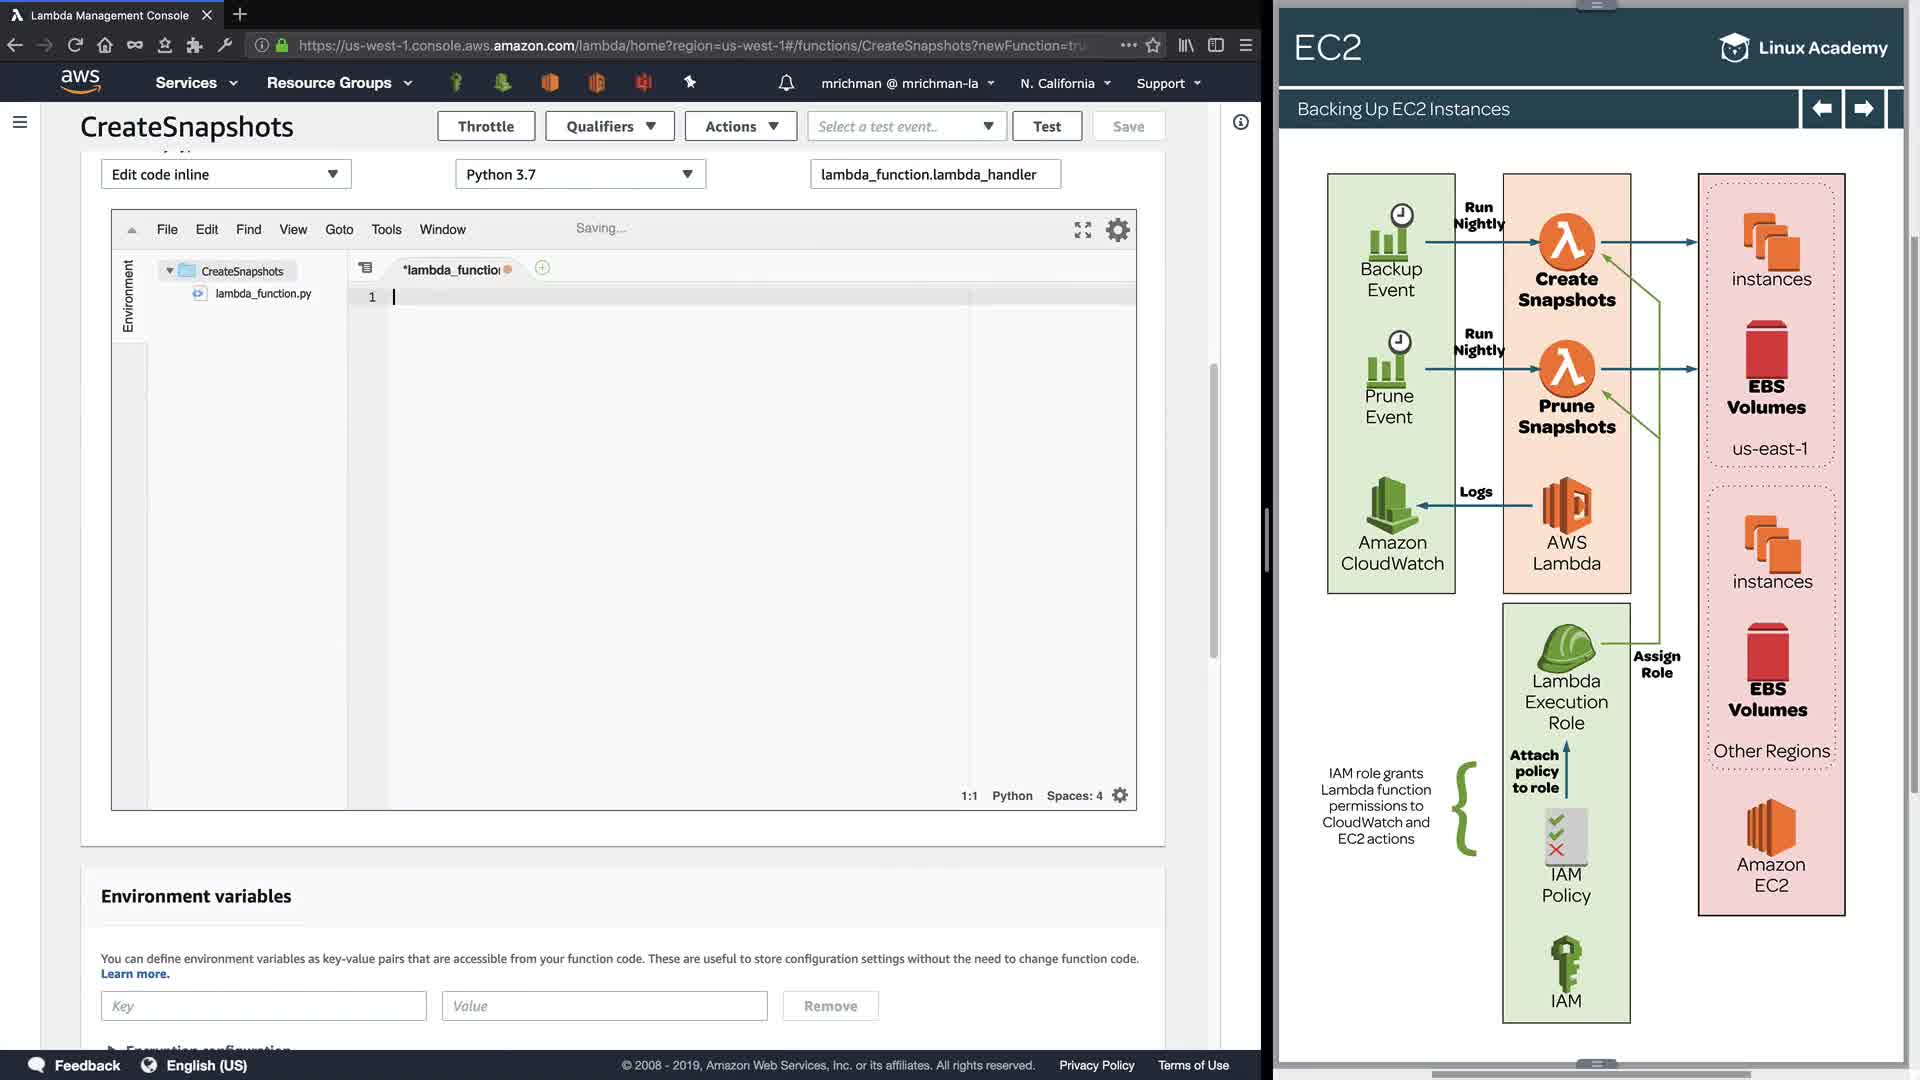 Lambda Management Console
https://us-west-1.console.aws.amazon.com/lambda/home?region=us-west-1#/functions/CreateSnapshots?newFunction=tru
aws
Services
Resource Groups
mrichman @ mrichman-la
N. California
Support
CreateSnapshots
Throttle
Qualifiers
Actions
Select a test event..
Test
Save
Edit code inline
Python 3.7
lambda_function.lambda_handler
File Edit Find View Goto Tools Window
Saving...
Environment
CreateSnapshots
lambda_function.py
*lambda_function
1
1:1 Python Spaces: 4
Environment variables
You can define environment variables as key-value pairs that are accessible from your function code. These are useful to store configuration settings without the need to change function code.
Learn more.
Key
Value
Remove
Encryption configuration
Feedback
English (US)
© 2008 - 2019, Amazon Web Services, Inc. or its affiliates. All rights reserved.
Privacy Policy
Terms of Use
EC2
Linux Academy
Backing Up EC2 Instances
Backup
Event
Run
Nightly
Create
Snapshots
instances
Prune
Event
Run
Nightly
Prune
Snapshots
EBS
Volumes
us-east-1
Amazon
CloudWatch
Logs
AWS
Lambda
instances
Lambda
Execution
Role
Assign
Role
EBS
Volumes
Other Regions
Attach
policy
to role
IAM role grants
Lambda function
permissions to
CloudWatch and
EC2 actions
IAM
Policy
Amazon
EC2
IAM